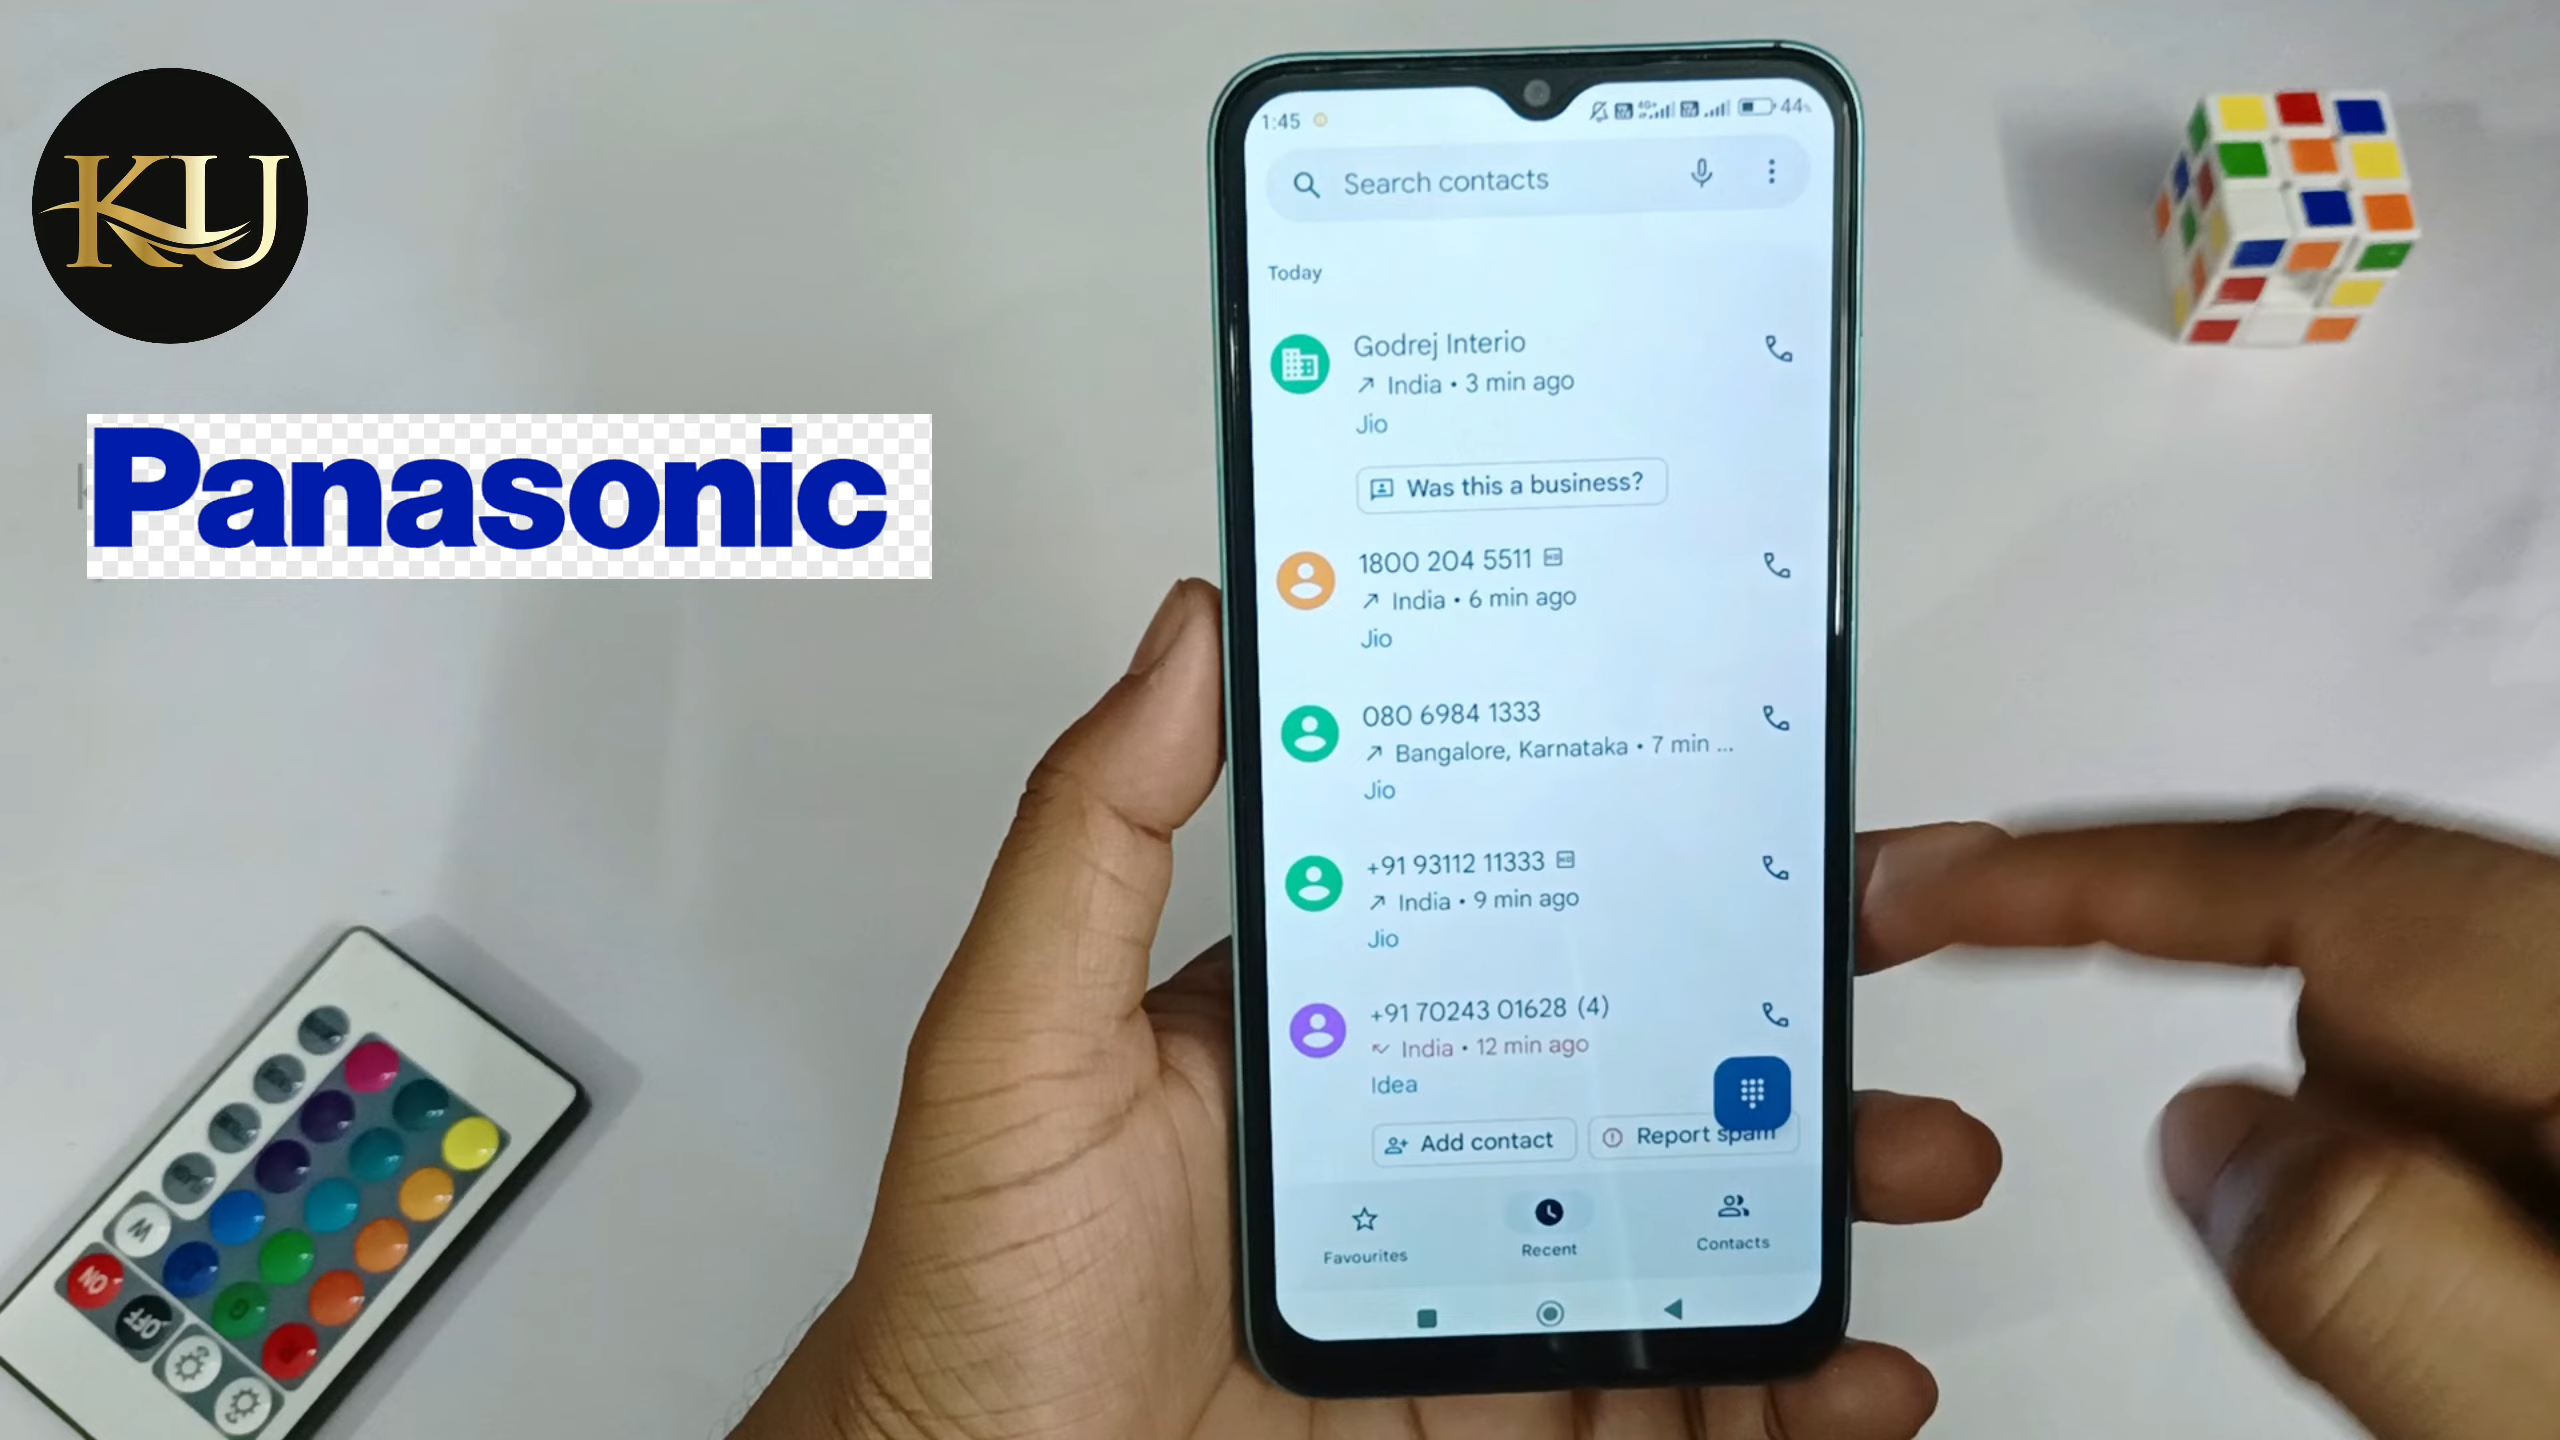 KU
Panasonic
1:45
4G+
44%
Search contacts
Today
Godrej Interio
↗ India • 3 min ago
Jio
Was this a business?
1800 204 5511
↗ India • 6 min ago
Jio
080 6984 1333
↗ Bangalore, Karnataka • 7 min ...
Jio
+91 93112 11333
↗ India • 9 min ago
Jio
+91 70243 01628 (4)
India • 12 min ago
Idea
Add contact
Report spam
Favourites
Recent
Contacts
W
ON
OFF
G